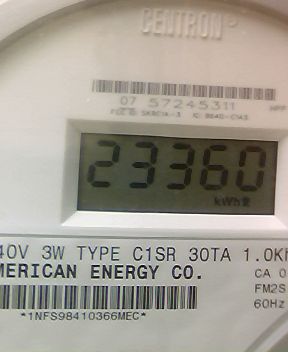 CENTRON®
07 57245311
23360
kWh
40V 3W TYPE C1SR 30TA 1.0Kh
MERICAN ENERGY CO.
CA 0
FM2S
60Hz
*1NFS98410366MEC*